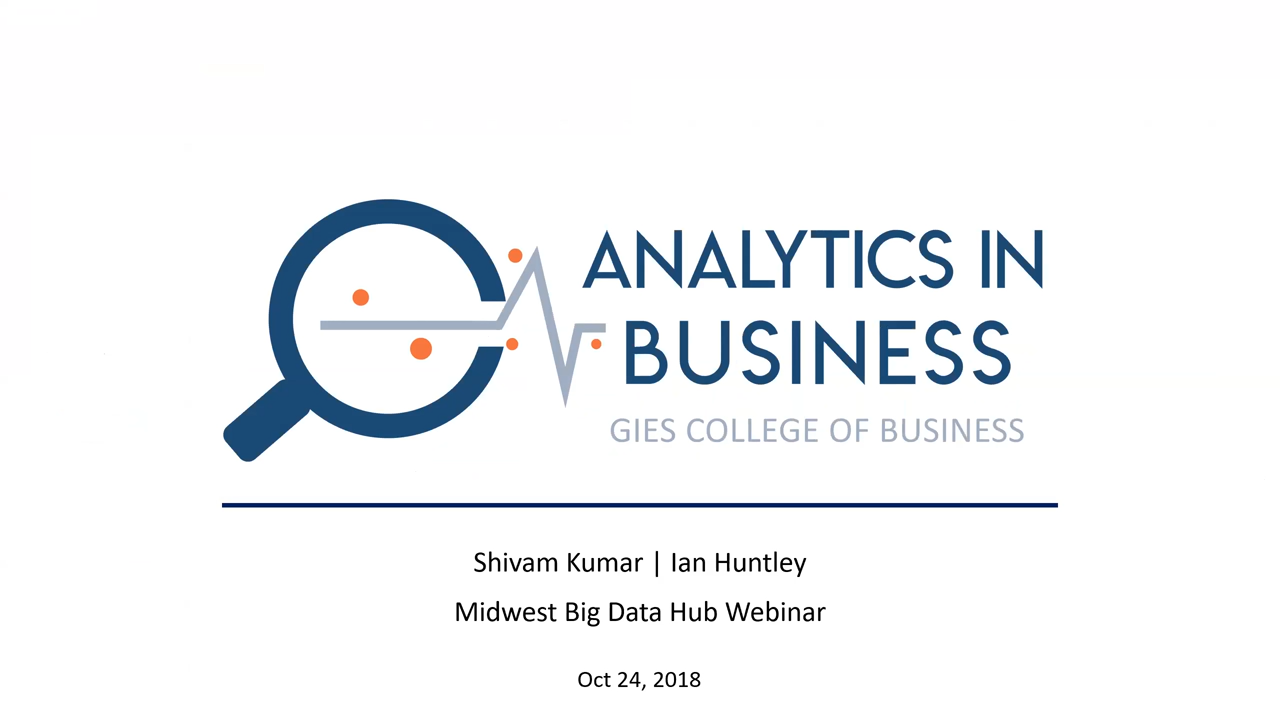 ANALYTICS IN
BUSINESS
GIES COLLEGE OF BUSINESS
Shivam Kumar | Ian Huntley
Midwest Big Data Hub Webinar
Oct 24, 2018